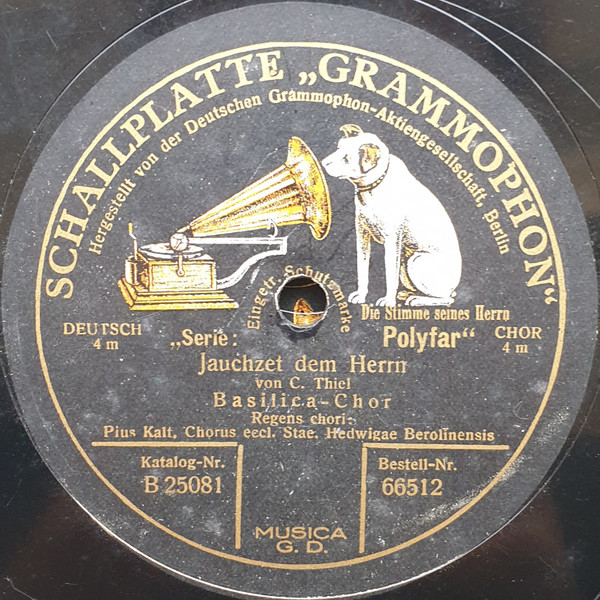 SCHALLPLATTE „GRAMMOPHON"
Hergestellt von der Deutschen Grammophon-Aktiengesellschaft, Berlin
Eingetr. Schutzmarke
Die Stimme seines Herrn
DEUTSCH
4 m
„Serie: Polyfar"
CHOR
4 m
Jauchzet dem Herrn
von C. Thiel
Basilica-Chor
Regens chori:
Pius Kalt, Chorus eccl. Stae. Hedwigae Berolinensis
Katalog-Nr.
B 25081
Bestell-Nr.
66512
MUSICA
G. D.